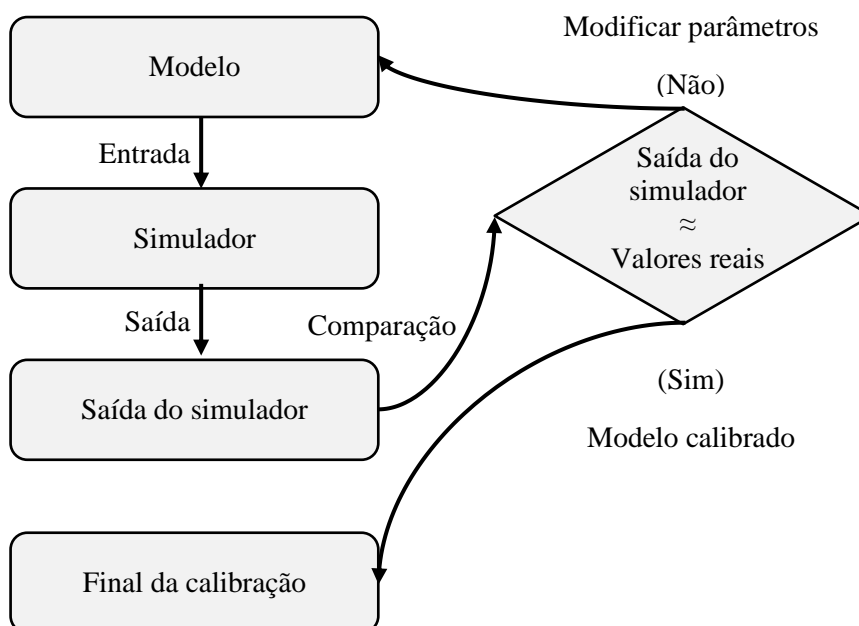 Modificar parâmetros
Modelo
(Não)
Entrada
Saída do
simulador
≈
Valores reais
Simulador
Saída
Comparação
Saída do simulador
(Sim)
Modelo calibrado
Final da calibração